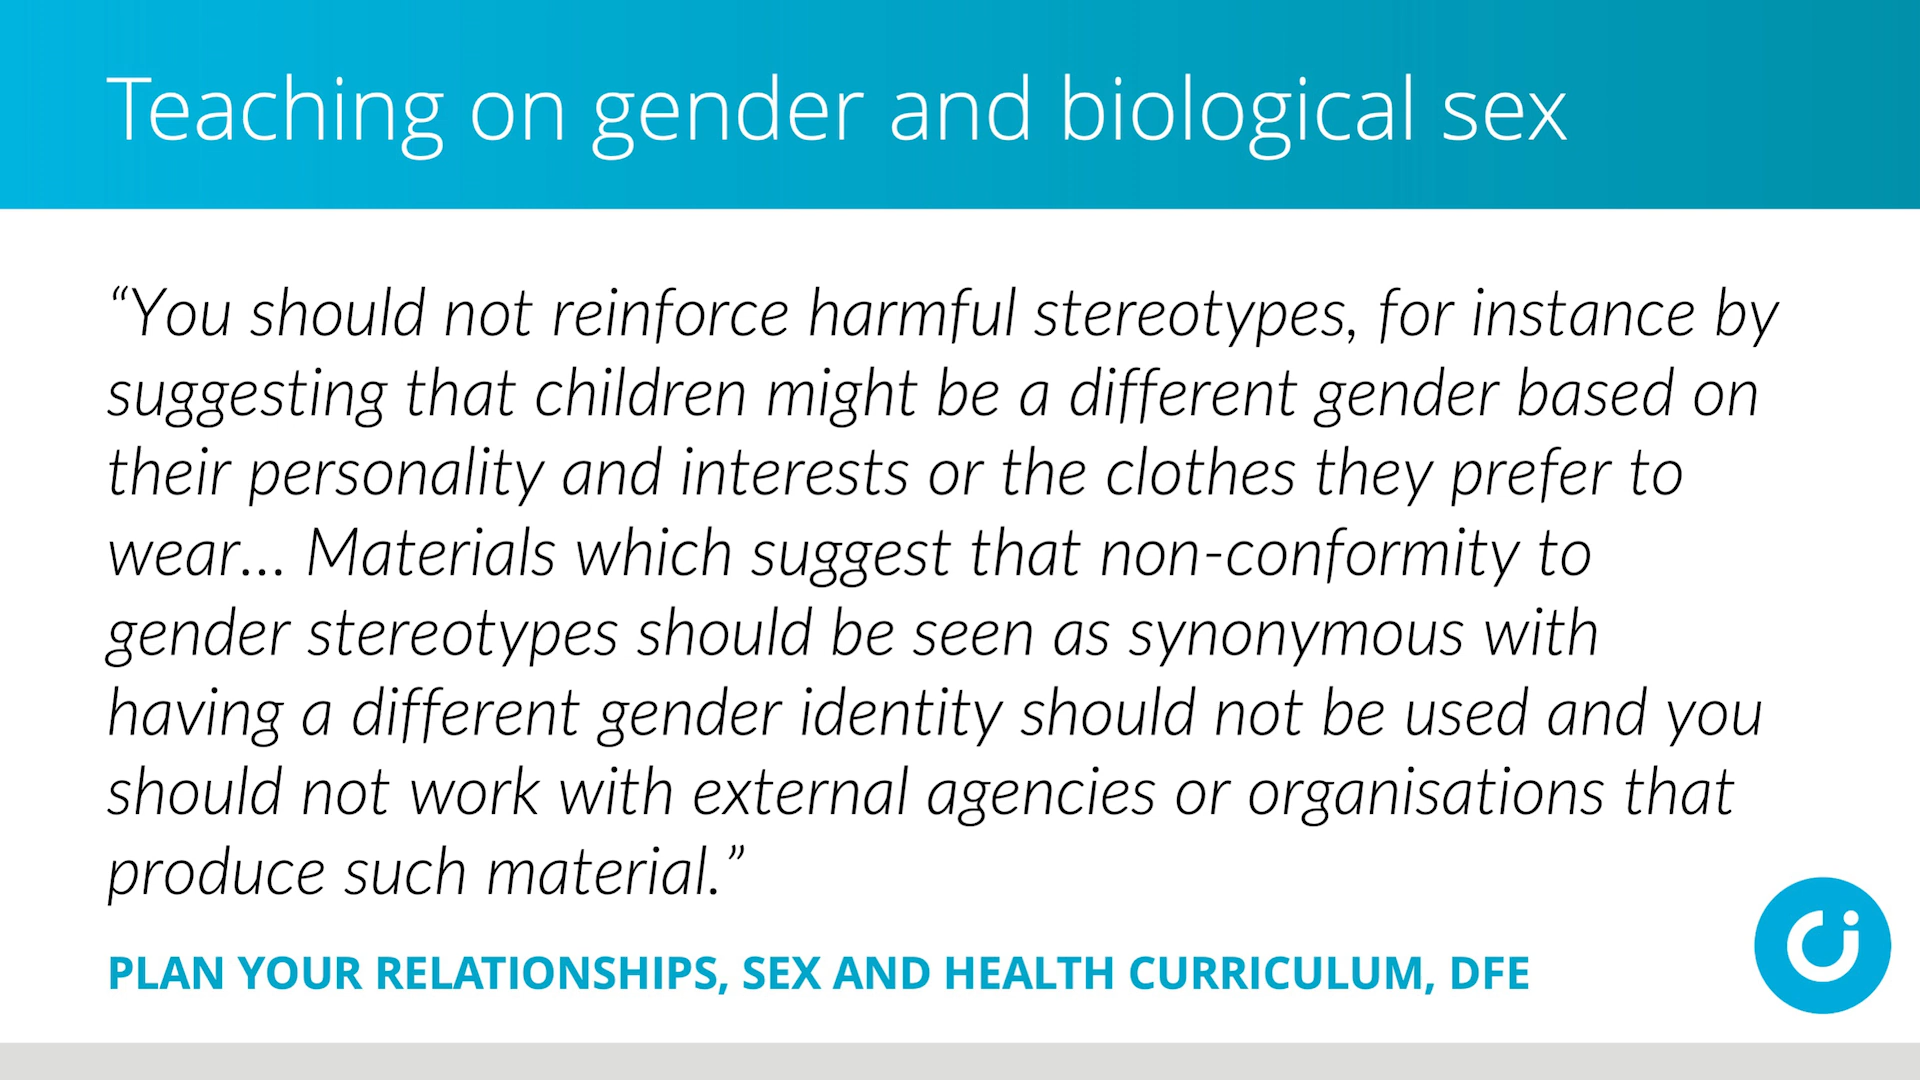 Teaching on gender and biological sex
“You should not reinforce harmful stereotypes, for instance by
suggesting that children might be a different gender based on
their personality and interests or the clothes they prefer to
wear… Materials which suggest that non-conformity to
gender stereotypes should be seen as synonymous with
having a different gender identity should not be used and you
should not work with external agencies or organisations that
produce such material.”
PLAN YOUR RELATIONSHIPS, SEX AND HEALTH CURRICULUM, DFE